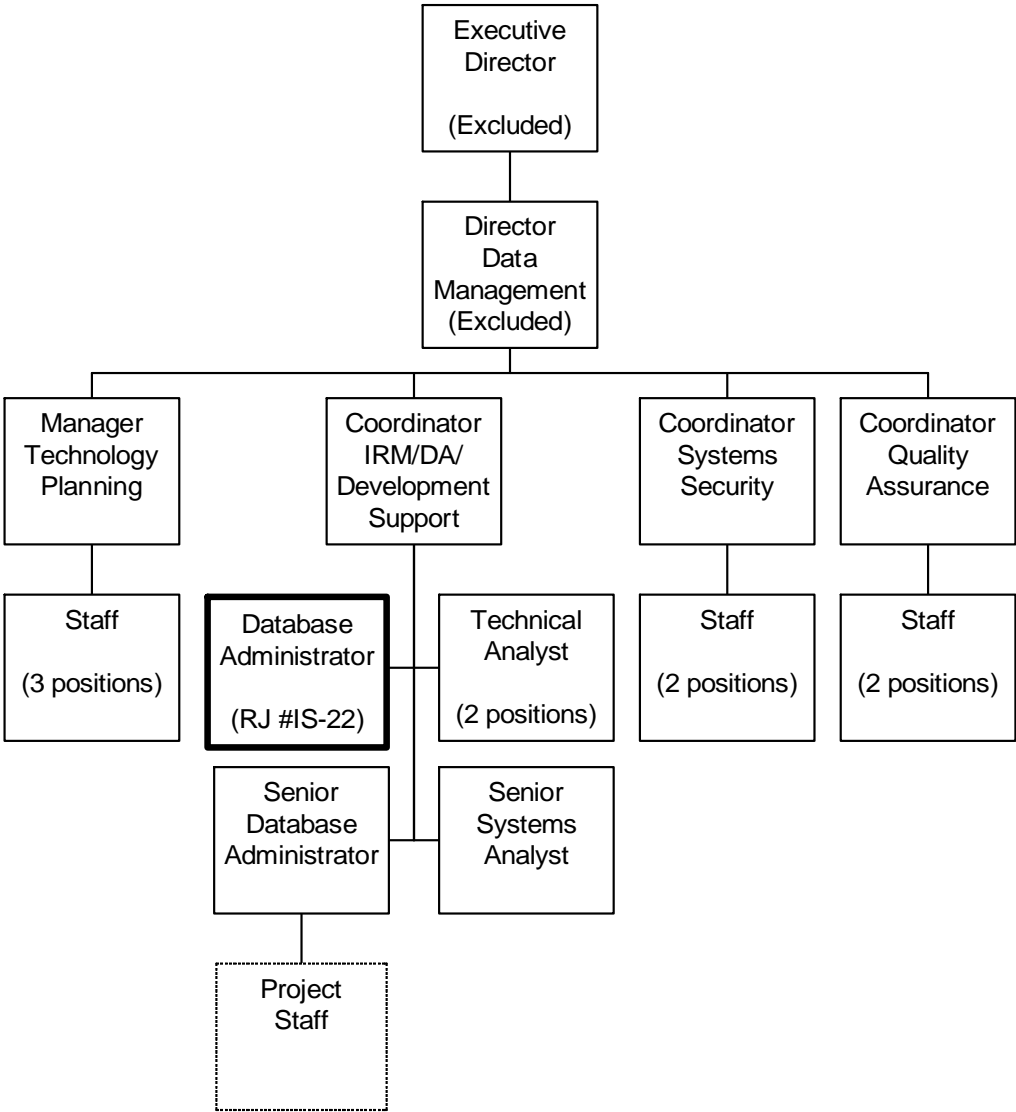 Executive
Director
(Excluded)
Director
Data
Management
(Excluded)
Manager
Technology
Planning
Coordinator
IRM/DA/
Development
Support
Coordinator
Systems
Security
Coordinator
Quality
Assurance
Staff
(3 positions)
Database
Administrator
(RJ #IS-22)
Technical
Analyst
(2 positions)
Staff
(2 positions)
Staff
(2 positions)
Senior
Database
Administrator
Senior
Systems
Analyst
Project
Staff